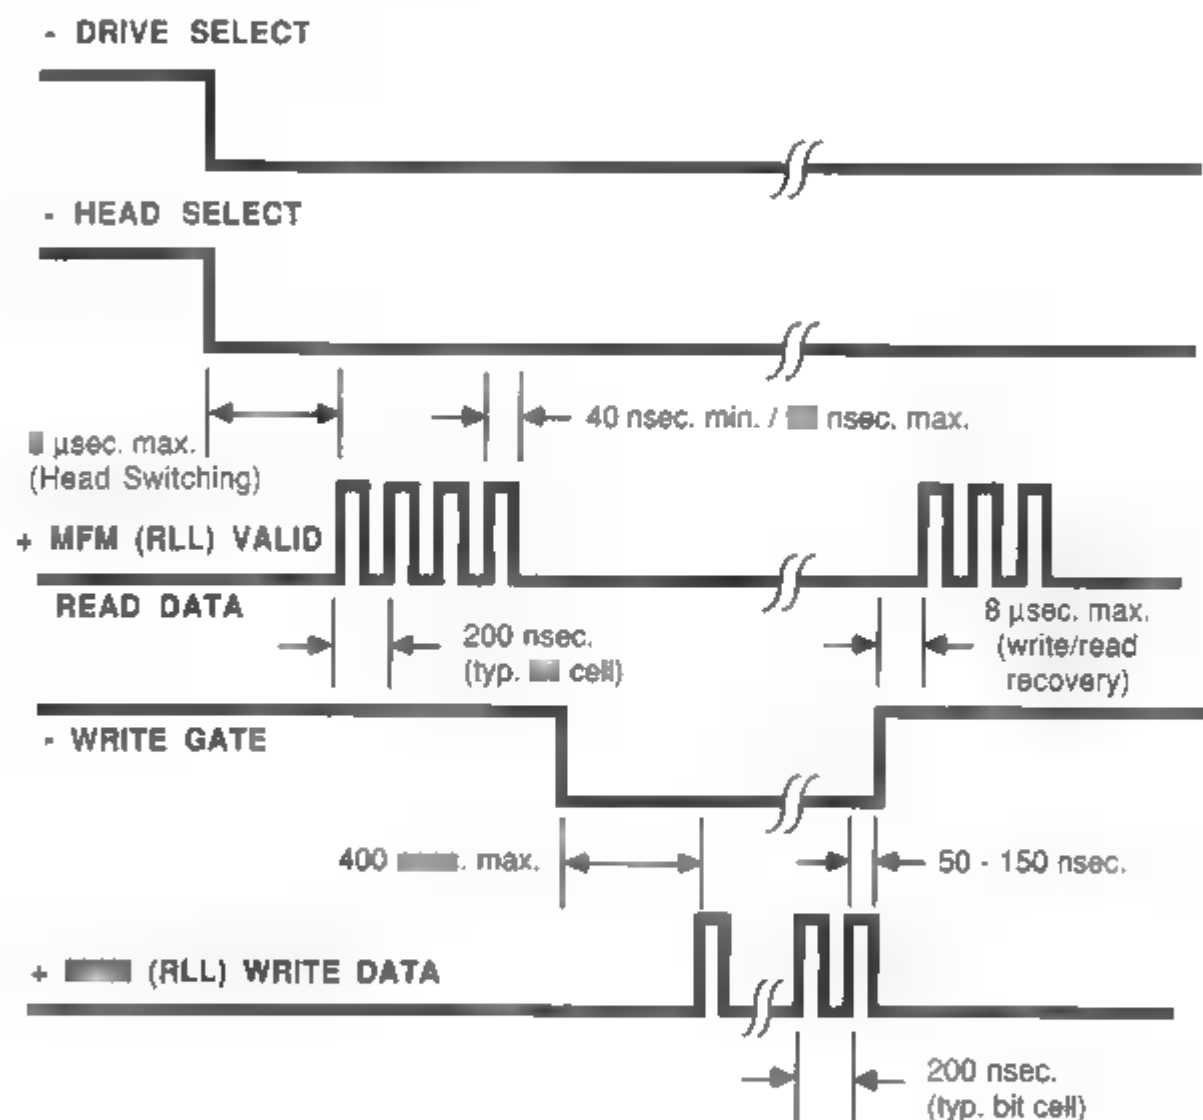 - DRIVE SELECT
- HEAD SELECT
40 nsec. min. / nsec. max.
µsec. max.
(Head Switching)
+ MFM (RLL) VALID
READ DATA
200 nsec.
(typ. cell)
8 µsec. max.
(write/read
recovery)
- WRITE GATE
400 max.
50 - 150 nsec.
+ (RLL) WRITE DATA
200 nsec.
(typ. bit cell)